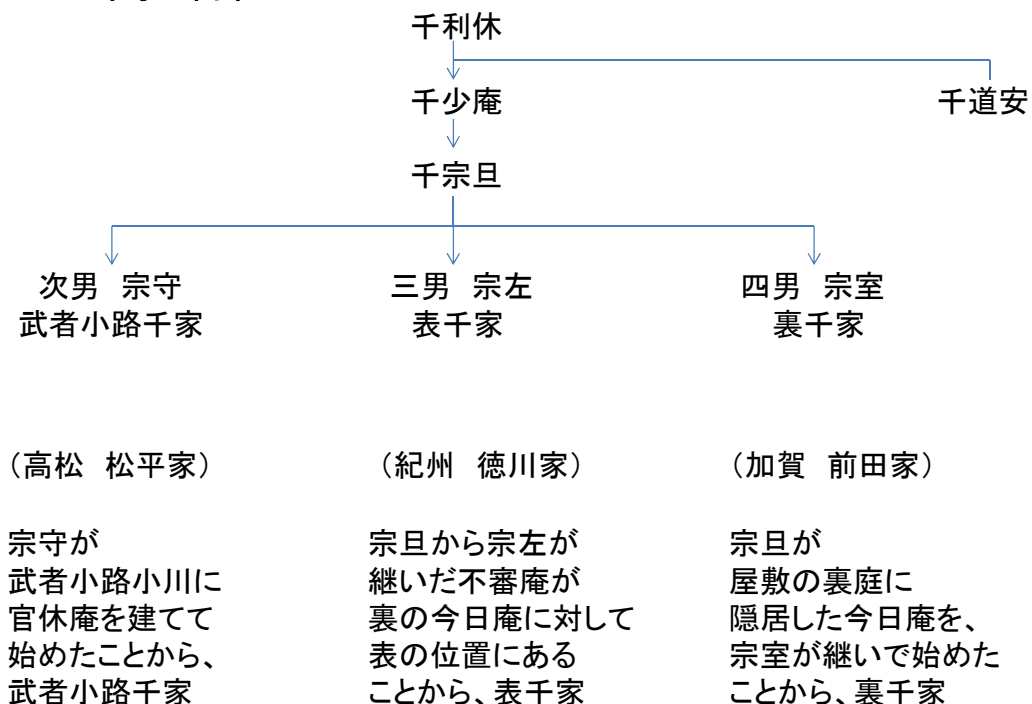 千利休
千少庵
千道安
千宗旦
次男 宗守
武者小路千家
三男 宗左
表千家
四男 宗室
裏千家
（高松 松平家）
（紀州 徳川家）
（加賀 前田家）
宗守が
武者小路小川に
官休庵を建てて
始めたことから、
武者小路千家
宗旦から宗左が
継いだ不審庵が
裏の今日庵に対して
表の位置にある
ことから、表千家
宗旦が
屋敷の裏庭に
隠居した今日庵を、
宗室が継いで始めた
ことから、裏千家